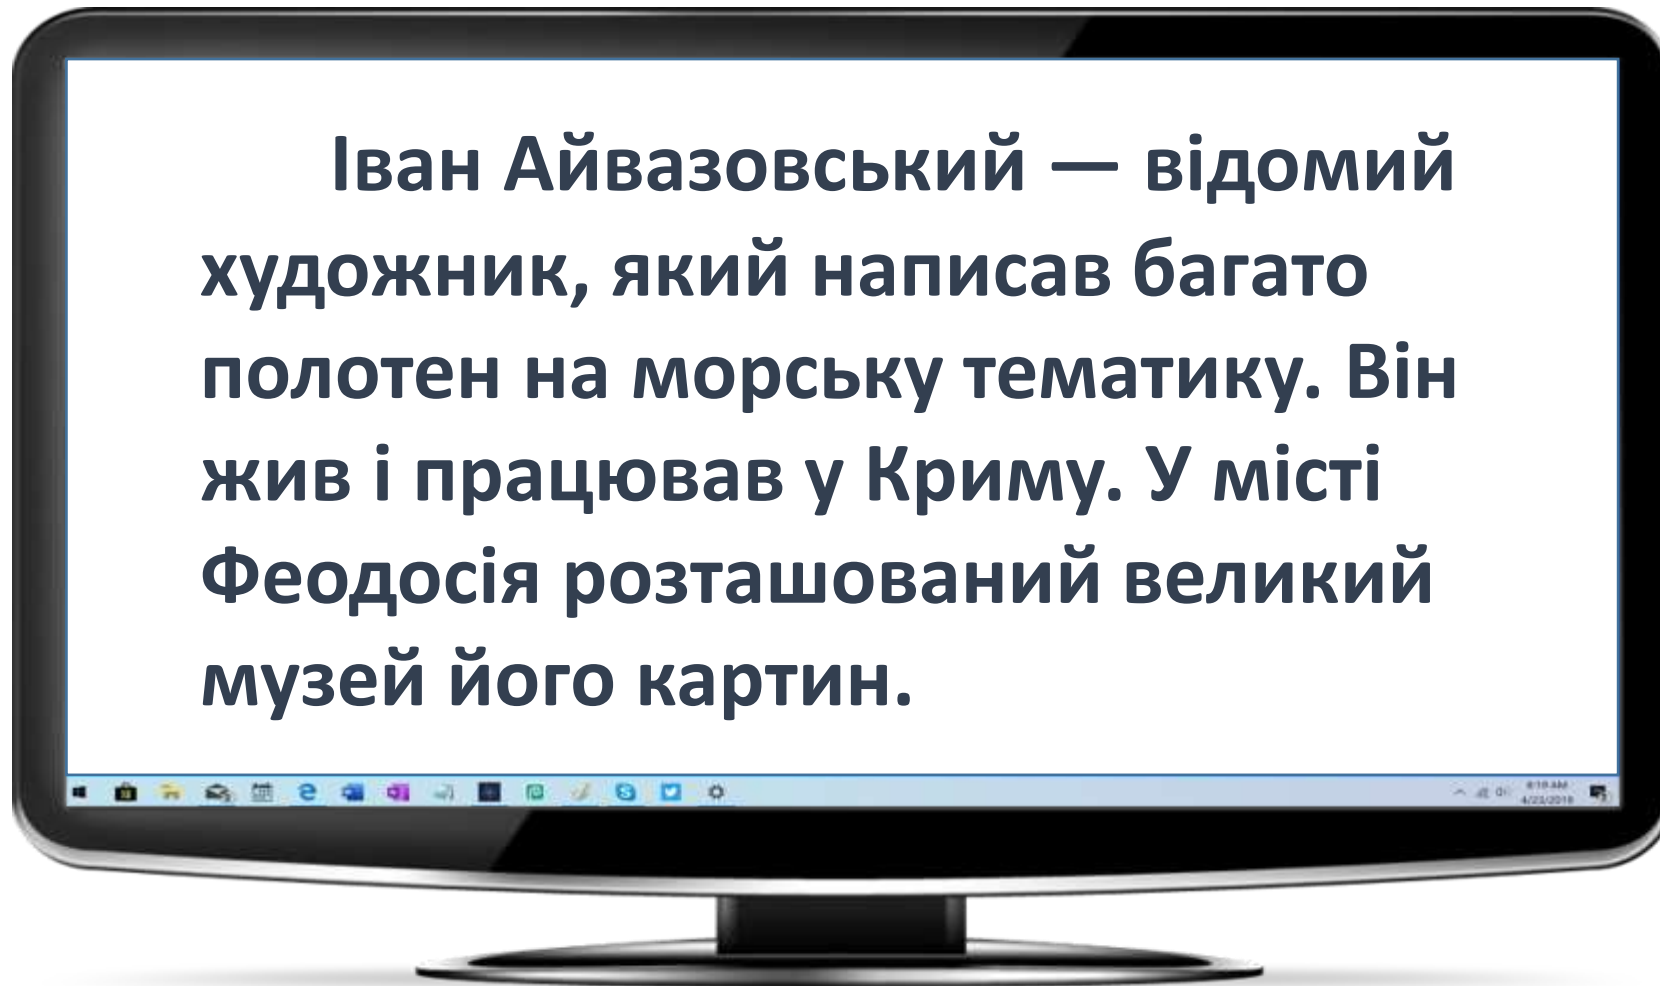 Іван Айвазовський — відомий
художник, який написав багато
полотен на морську тематику. Він
жив і працював у Криму. У місті
Феодосія розташований великий
музей його картин.